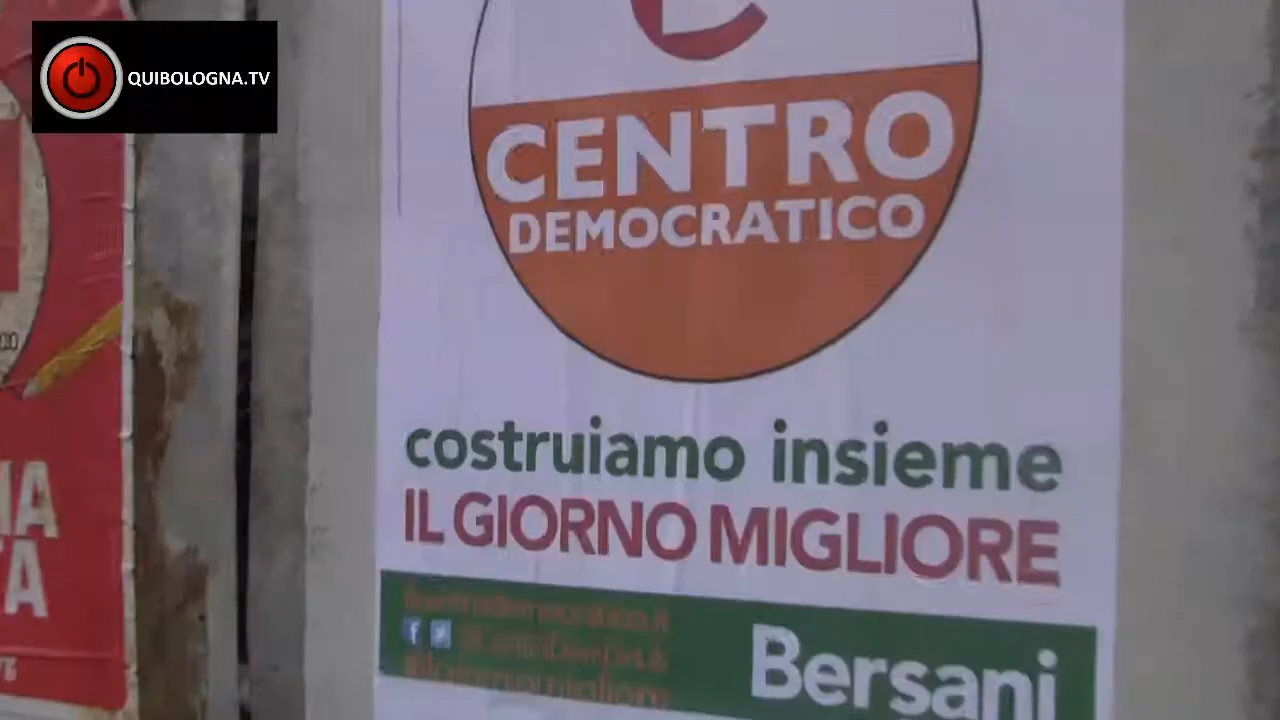 QUIBOLOGNA.TV
CENTRO
DEMOCRATICO
costruiamo insieme
IL GIORNO MIGLIORE
Bersani